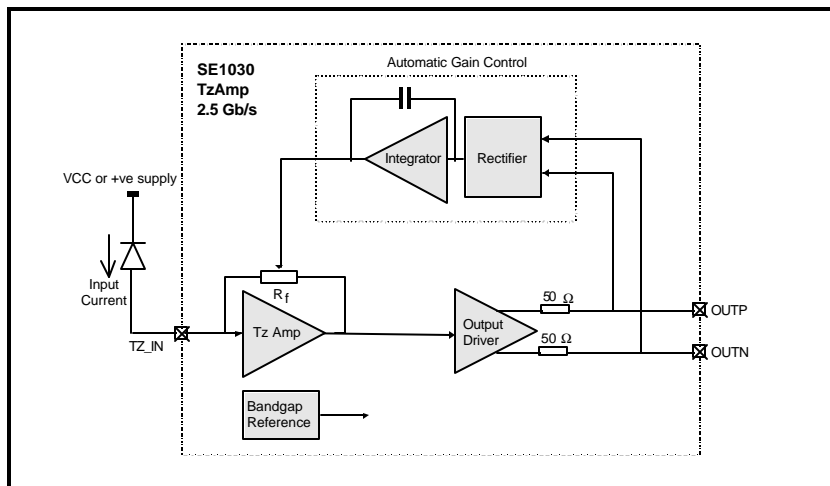 SE1030
TzAmp
2.5 Gb/s
Automatic Gain Control
Integrator
Rectifier
VCC or +ve supply
Input
Current
Rf
Tz Amp
TZ_IN
Output
Driver
50 Ω
50 Ω
OUTP
OUTN
Bandgap
Reference